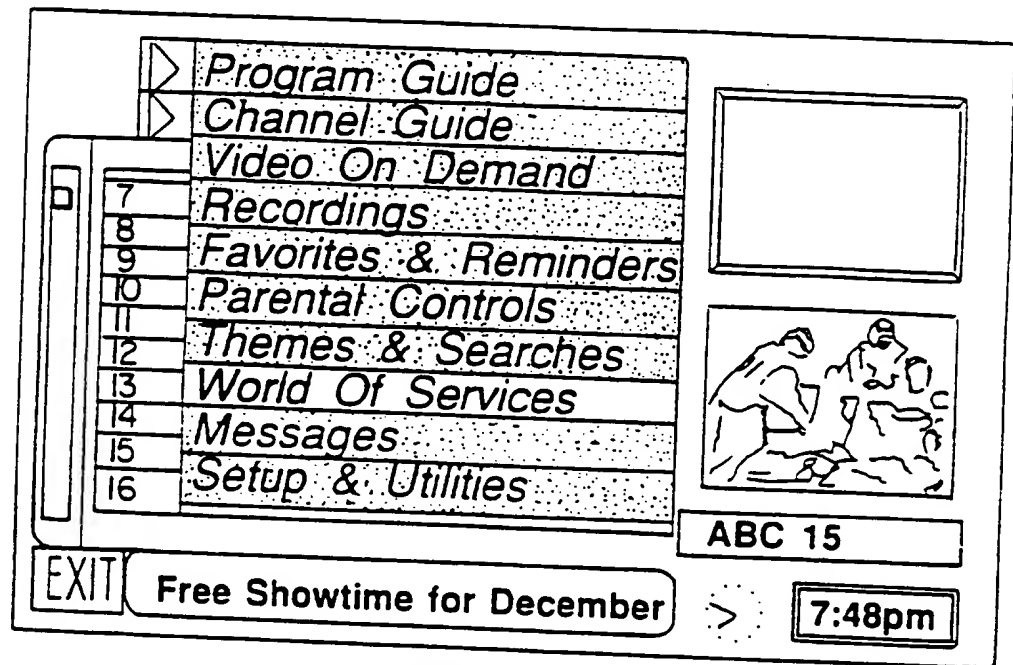 Program Guide
Channel Guide
Video On Demand
7 Recordings
8
9 Favorites & Reminders
10 Parental Controls
11
12 Themes & Searches
13 World Of Services
14
15 Messages
16 Setup & Utilities
ABC 15
EXIT Free Showtime for December > 7:48pm